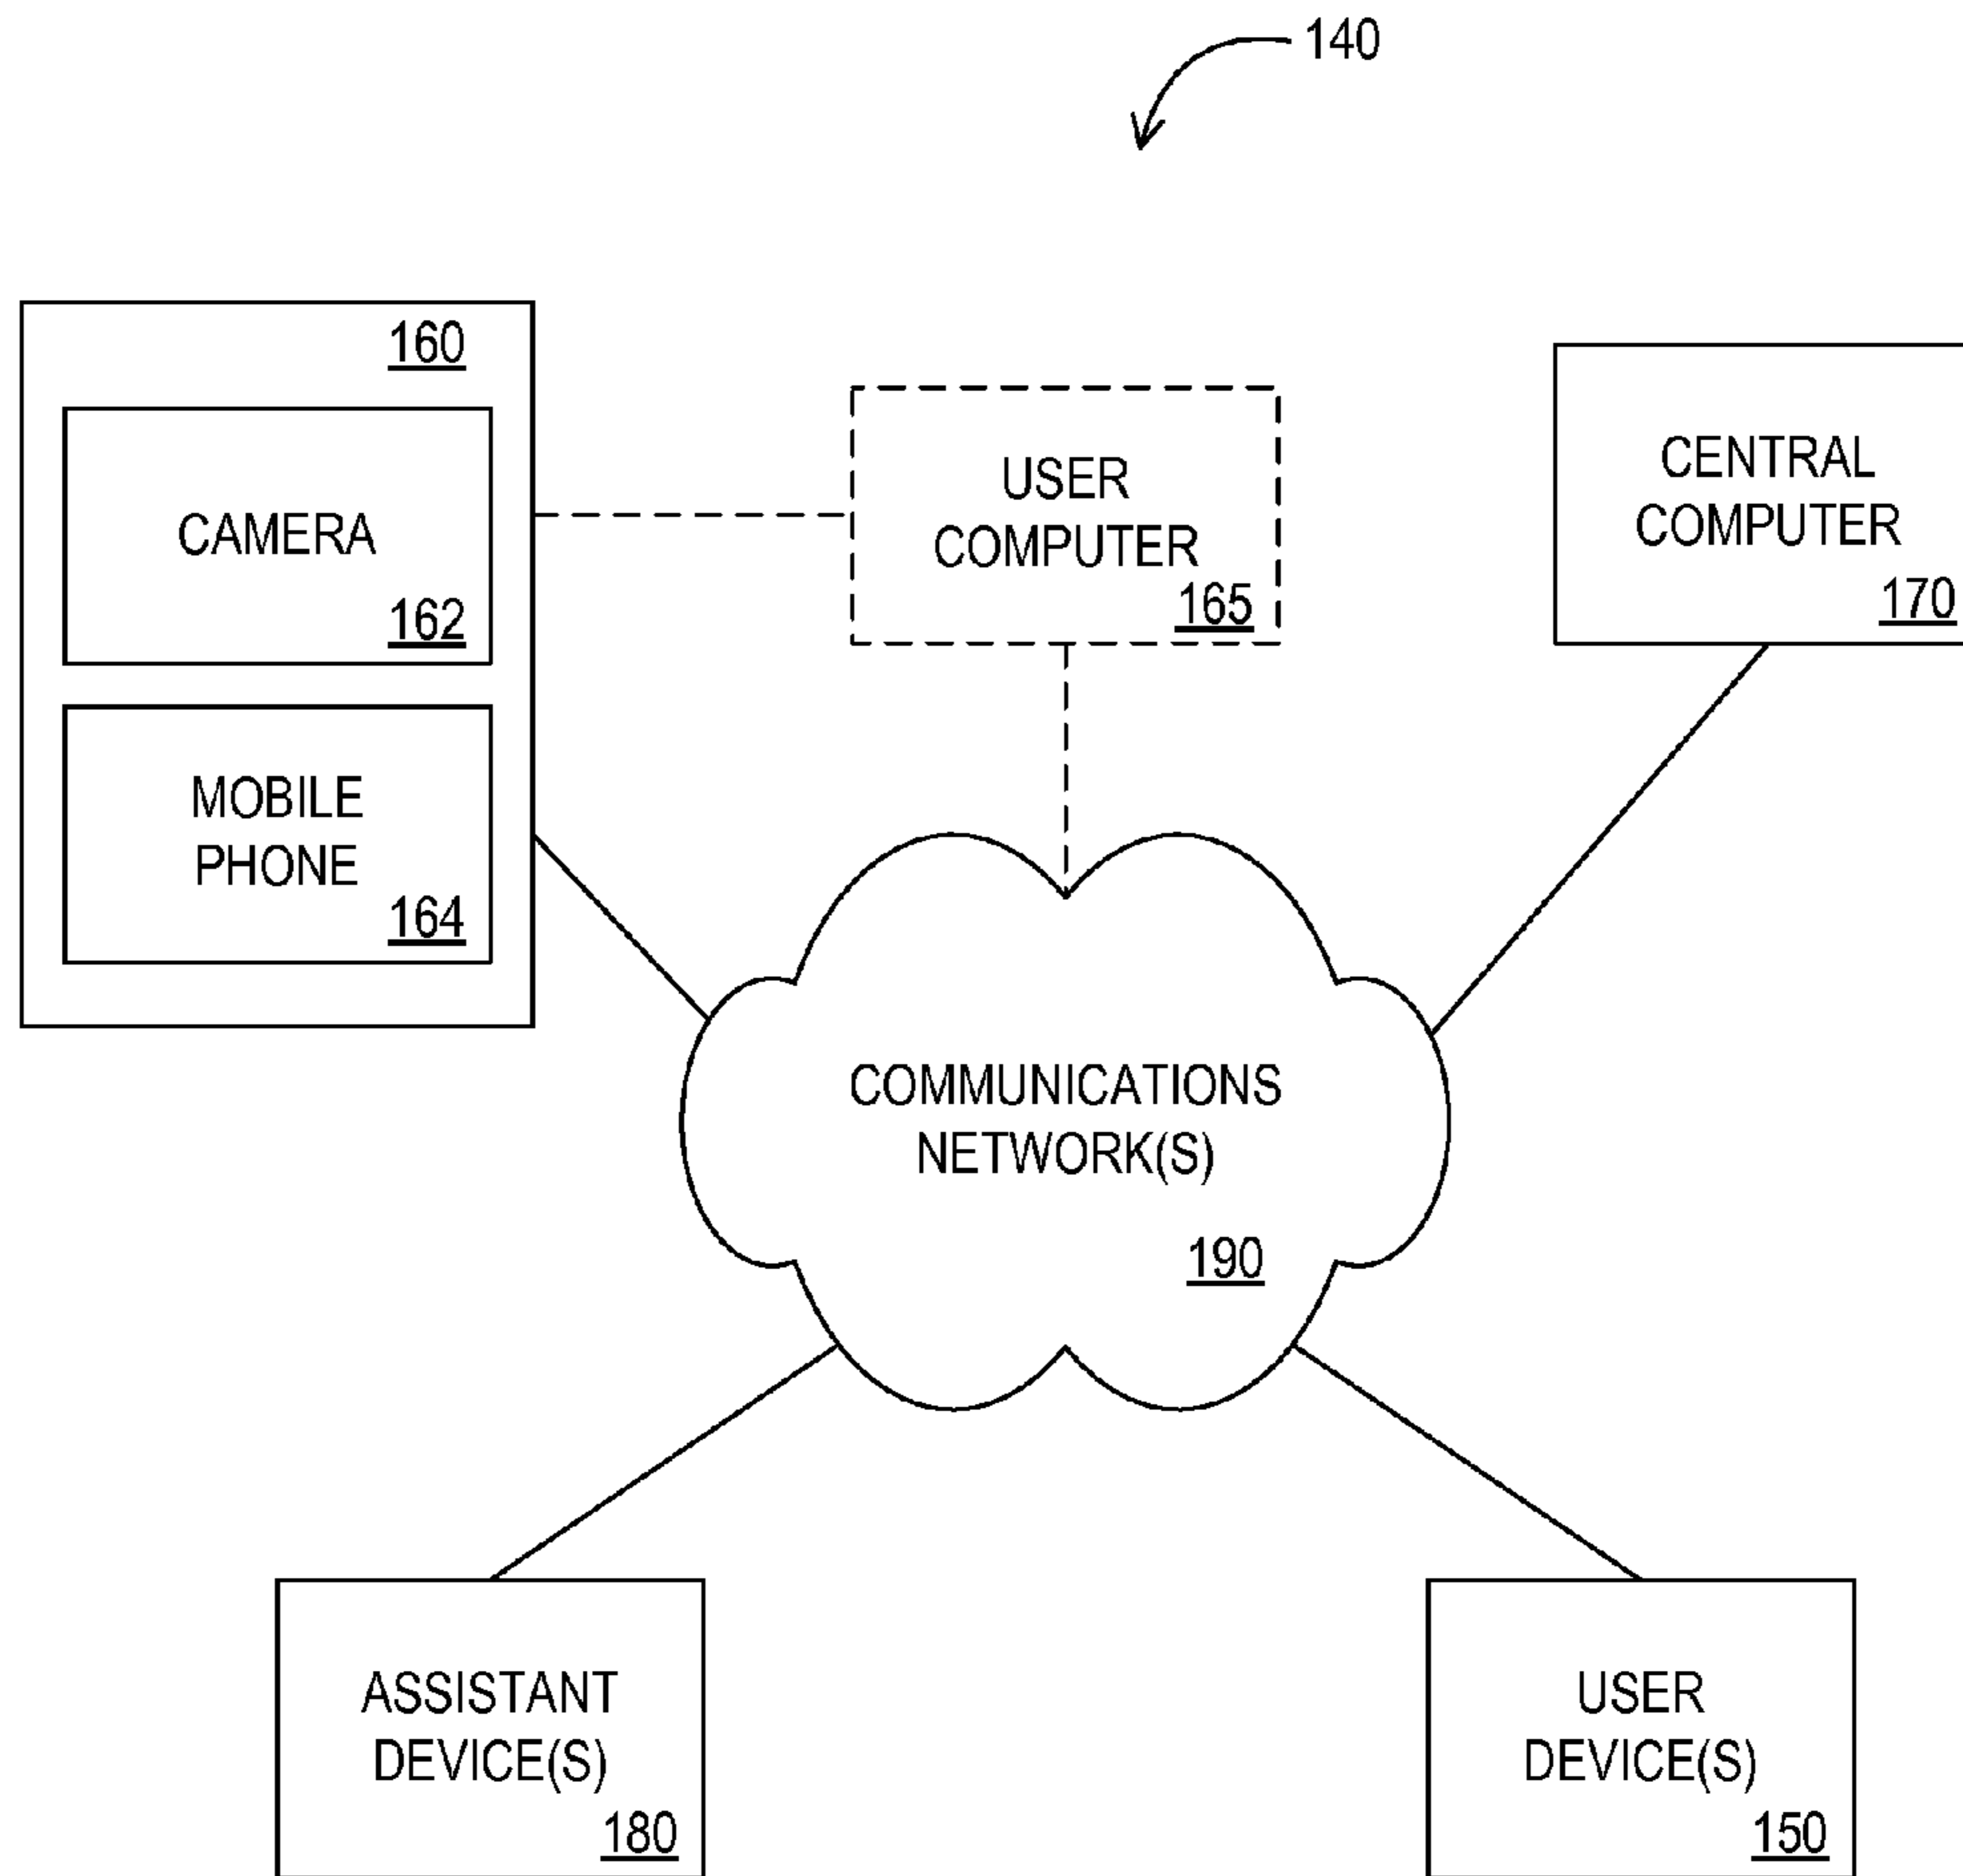 140
160
CAMERA
162
MOBILE
PHONE
164
USER
COMPUTER
165
CENTRAL
COMPUTER
170
COMMUNICATIONS
NETWORK(S)
190
ASSISTANT
DEVICE(S)
180
USER
DEVICE(S)
150